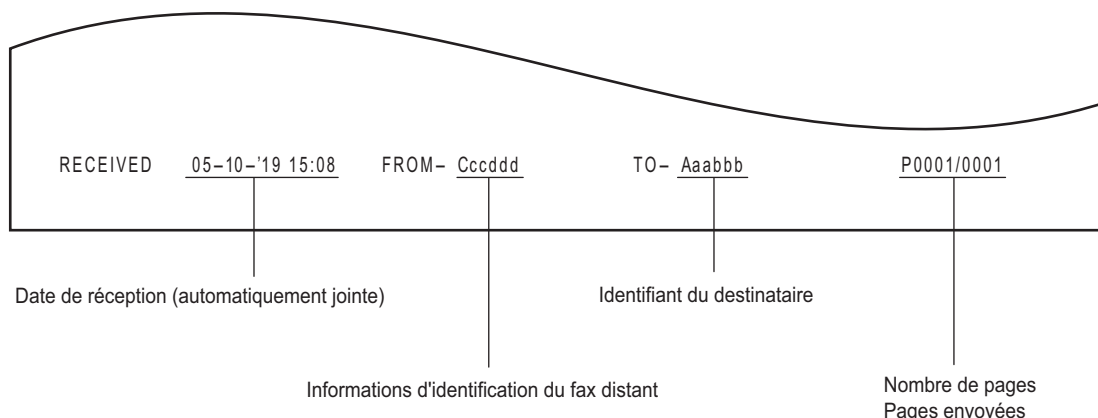 RECEIVED 05–10–'19 15:08 FROM– Cccddd TO– Aaabbb P0001/0001
Date de réception (automatiquement jointe)
Identifiant du destinataire
Informations d'identification du fax distant
Nombre de pages
Pages envoyées